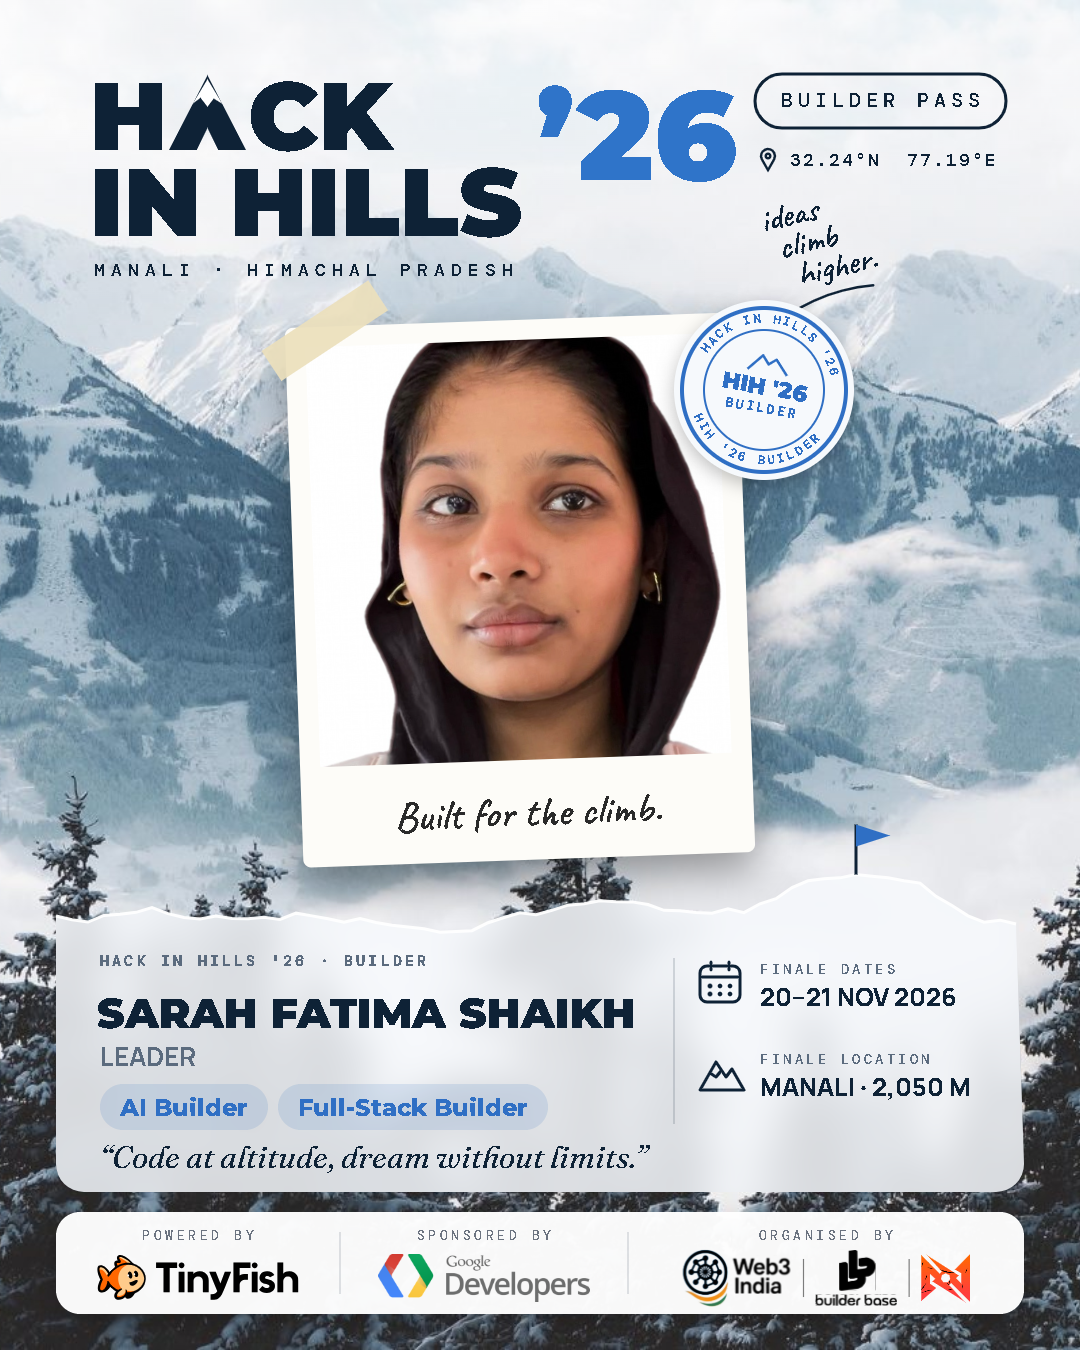 HACK
IN HILLS
’26
MANALI · HIMACHAL PRADESH
BUILDER PASS
32.24°N 77.19°E
ideas
climb
higher.
HACK IN HILLS '26
HIH '26
BUILDER
HIH '26 BUILDER
Built for the climb.
HACK IN HILLS '26 · BUILDER
SARAH FATIMA SHAIKH
LEADER
AI Builder Full-Stack Builder
“Code at altitude, dream without limits.”
FINALE DATES
20–21 NOV 2026
FINALE LOCATION
MANALI · 2,050 M
POWERED BY
TinyFish
SPONSORED BY
Google
Developers
ORGANISED BY
Web3
India
builder base